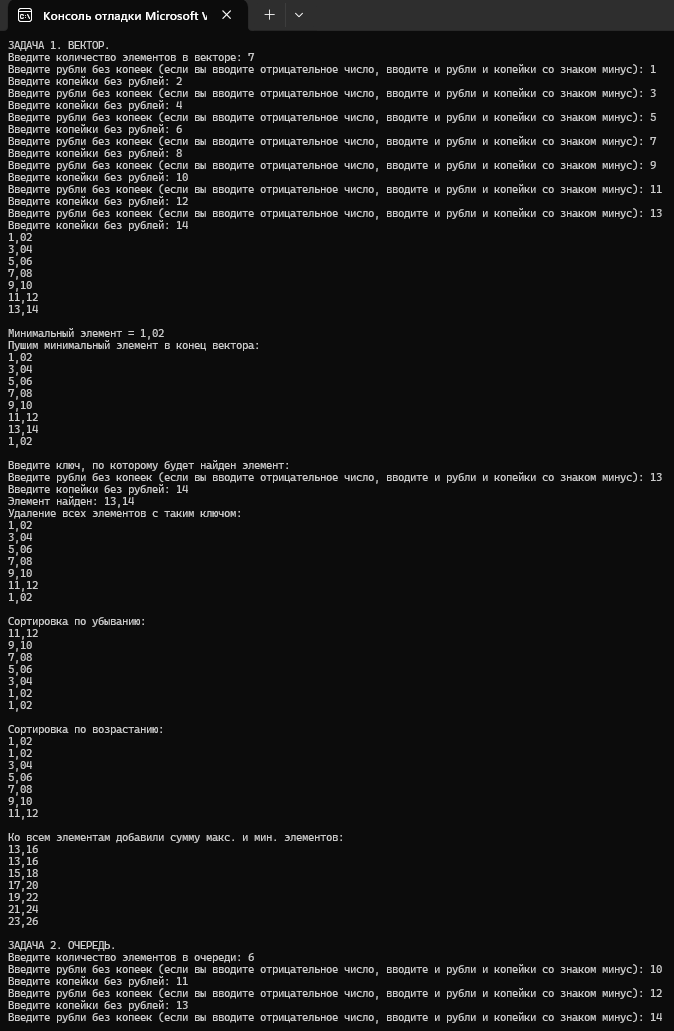 Консоль отладки Microsoft V
ЗАДАЧА 1. ВЕКТОР.
Введите количество элементов в векторе: 7
Введите рубли без копеек (если вы вводите отрицательное число, вводите и рубли и копейки со знаком минус): 1
Введите копейки без рублей: 2
Введите рубли без копеек (если вы вводите отрицательное число, вводите и рубли и копейки со знаком минус): 3
Введите копейки без рублей: 4
Введите рубли без копеек (если вы вводите отрицательное число, вводите и рубли и копейки со знаком минус): 5
Введите копейки без рублей: 6
Введите рубли без копеек (если вы вводите отрицательное число, вводите и рубли и копейки со знаком минус): 7
Введите копейки без рублей: 8
Введите рубли без копеек (если вы вводите отрицательное число, вводите и рубли и копейки со знаком минус): 9
Введите копейки без рублей: 10
Введите рубли без копеек (если вы вводите отрицательное число, вводите и рубли и копейки со знаком минус): 11
Введите копейки без рублей: 12
Введите рубли без копеек (если вы вводите отрицательное число, вводите и рубли и копейки со знаком минус): 13
Введите копейки без рублей: 14
1,02
3,04
5,06
7,08
9,10
11,12
13,14
Минимальный элемент = 1,02
Пушим минимальный элемент в конец вектора:
1,02
3,04
5,06
7,08
9,10
11,12
13,14
1,02
Введите ключ, по которому будет найден элемент:
Введите рубли без копеек (если вы вводите отрицательное число, вводите и рубли и копейки со знаком минус): 13
Введите копейки без рублей: 14
Элемент найден: 13,14
Удаление всех элементов с таким ключом:
1,02
3,04
5,06
7,08
9,10
11,12
1,02
Сортировка по убыванию:
11,12
9,10
7,08
5,06
3,04
1,02
1,02
Сортировка по возрастанию:
1,02
1,02
3,04
5,06
7,08
9,10
11,12
Ко всем элементам добавили сумму макс. и мин. элементов:
13,16
13,16
15,18
17,20
19,22
21,24
23,26
ЗАДАЧА 2. ОЧЕРЕДЬ.
Введите количество элементов в очереди: 6
Введите рубли без копеек (если вы вводите отрицательное число, вводите и рубли и копейки со знаком минус): 10
Введите копейки без рублей: 11
Введите рубли без копеек (если вы вводите отрицательное число, вводите и рубли и копейки со знаком минус): 12
Введите копейки без рублей: 13
Введите рубли без копеек (если вы вводите отрицательное число, вводите и рубли и копейки со знаком минус): 14